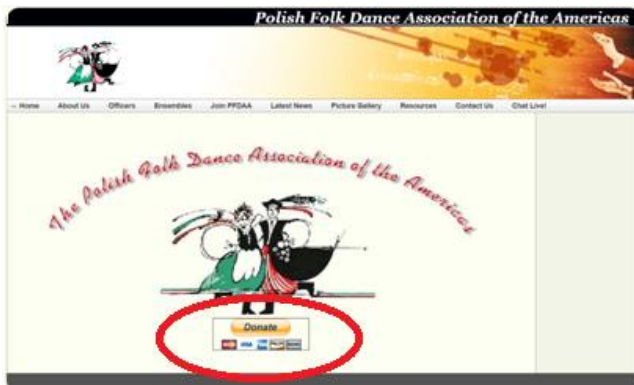 Polish Folk Dance Association of the Americas
Home About Us Officers Ensembles Join PFDAA Latest News Picture Gallery Resources Contact Us Chat Live!
The Polish Folk Dance Association of the Americas
Donate
VISA